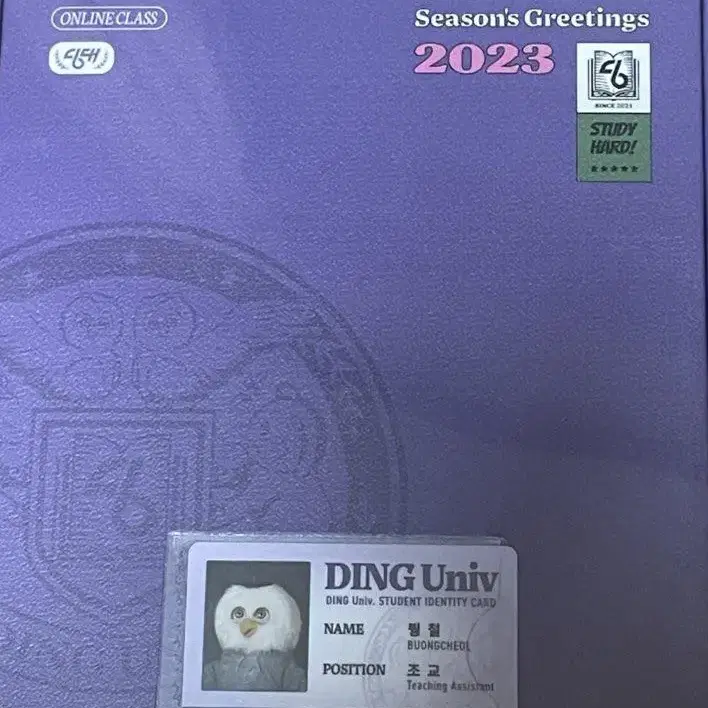 ONLINE CLASS
딩대
Season's Greetings
2023
SINCE 2021
STUDY
HARD!
DING Univ
DING Univ. STUDENT IDENTITY CARD
NAME 붱 철
BUONGCHEOL
POSITION 조 교
Teaching Assistant